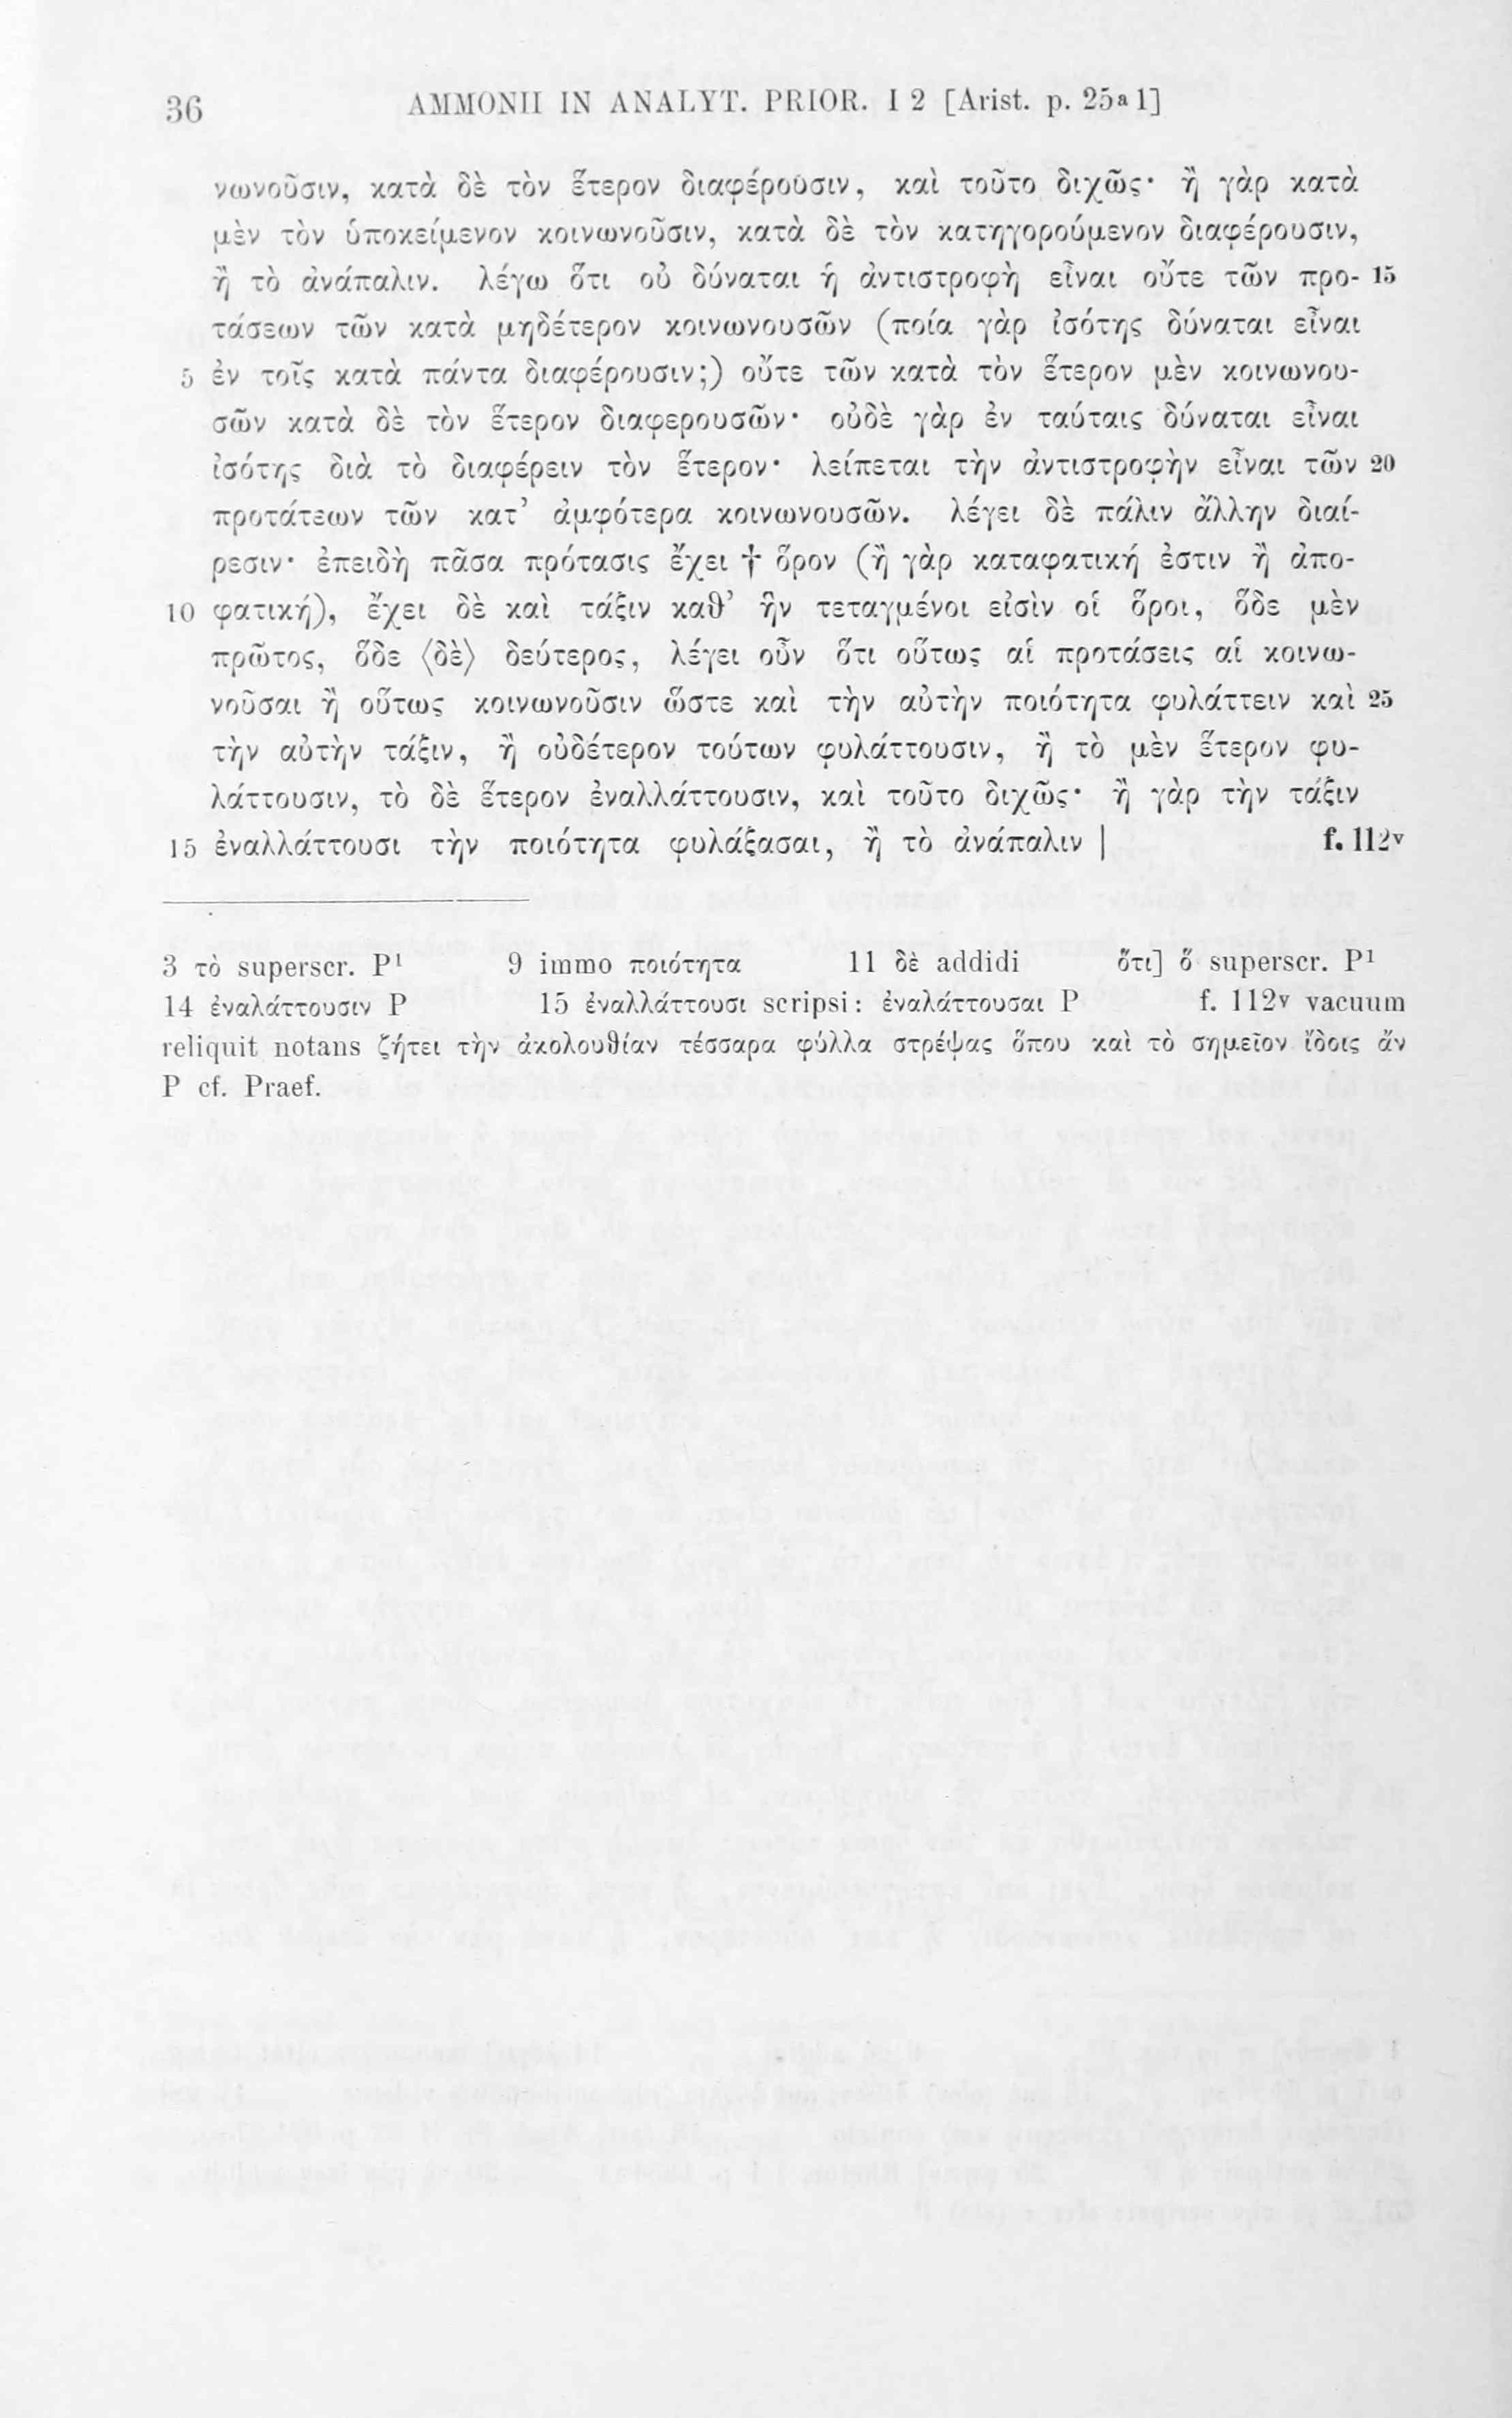 36 AMMONII IN ANALYT. PRIOR. I 2 [Arist. p. 25ª 1]
νωνοῦσιν, κατὰ δὲ τὸν ἕτερον διαφέρουσιν, καὶ τοῦτο διχῶς· ἢ γὰρ κατὰ
μὲν τὸν ὑποκείμενον κοινωνοῦσιν, κατὰ δὲ τὸν κατηγορούμενον διαφέρουσιν,
ἢ τὸ ἀνάπαλιν. λέγω ὅτι οὐ δύναται ἡ ἀντιστροφὴ εἶναι οὔτε τῶν προ- 15
τάσεων τῶν κατὰ μηδέτερον κοινωνουσῶν (ποία γὰρ ἰσότης δύναται εἶναι
5 ἐν τοῖς κατὰ πάντα διαφέρουσιν;) οὔτε τῶν κατὰ τὸν ἕτερον μὲν κοινωνου-
σῶν κατὰ δὲ τὸν ἕτερον διαφερουσῶν· οὐδὲ γὰρ ἐν ταύταις δύναται εἶναι
ἰσότης διὰ τὸ διαφέρειν τὸν ἕτερον· λείπεται τὴν ἀντιστροφὴν εἶναι τῶν 20
προτάτεων τῶν κατ’ ἀμφότερα κοινωνουσῶν. λέγει δὲ πάλιν ἄλλην διαί-
ρεσιν· ἐπειδὴ πᾶσα πρότασις ἔχει † ὅρον (ἢ γὰρ καταφατική ἐστιν ἢ ἀπο-
10 φατική), ἔχει δὲ καὶ τάξιν καθ’ ἣν τεταγμένοι εἰσὶν οἱ ὅροι, ὅδε μὲν
πρῶτος, ὅδε ⟨δὲ⟩ δεύτερος, λέγει οὖν ὅτι οὕτως αἱ προτάσεις αἱ κοινω-
νοῦσαι ἢ οὕτως κοινωνοῦσιν ὥστε καὶ τὴν αὐτὴν ποιότητα φυλάττειν καὶ 25
τὴν αὐτὴν τάξιν, ἢ οὐδέτερον τούτων φυλάττουσιν, ἢ τὸ μὲν ἕτερον φυ-
λάττουσιν, τὸ δὲ ἕτερον ἐναλλάττουσιν, καὶ τοῦτο διχῶς· ἢ γὰρ τὴν τάξιν
15 ἐναλλάττουσι τὴν ποιότητα φυλάξασαι, ἢ τὸ ἀνάπαλιν | f. 112ᵛ
3 τὸ superscr. P¹ 9 immo ποιότητα 11 δὲ addidi ὅτι] ὅ superscr. P¹
14 ἐναλάττουσιν P 15 ἐναλλάττουσι scripsi: ἐναλάττουσαι P f. 112ᵛ vacuum
reliquit notans ζήτει τὴν ἀκολουθίαν τέσσαρα φύλλα στρέψας ὅπου καὶ τὸ σημεῖον ἴδοις ἄν
P cf. Praef.